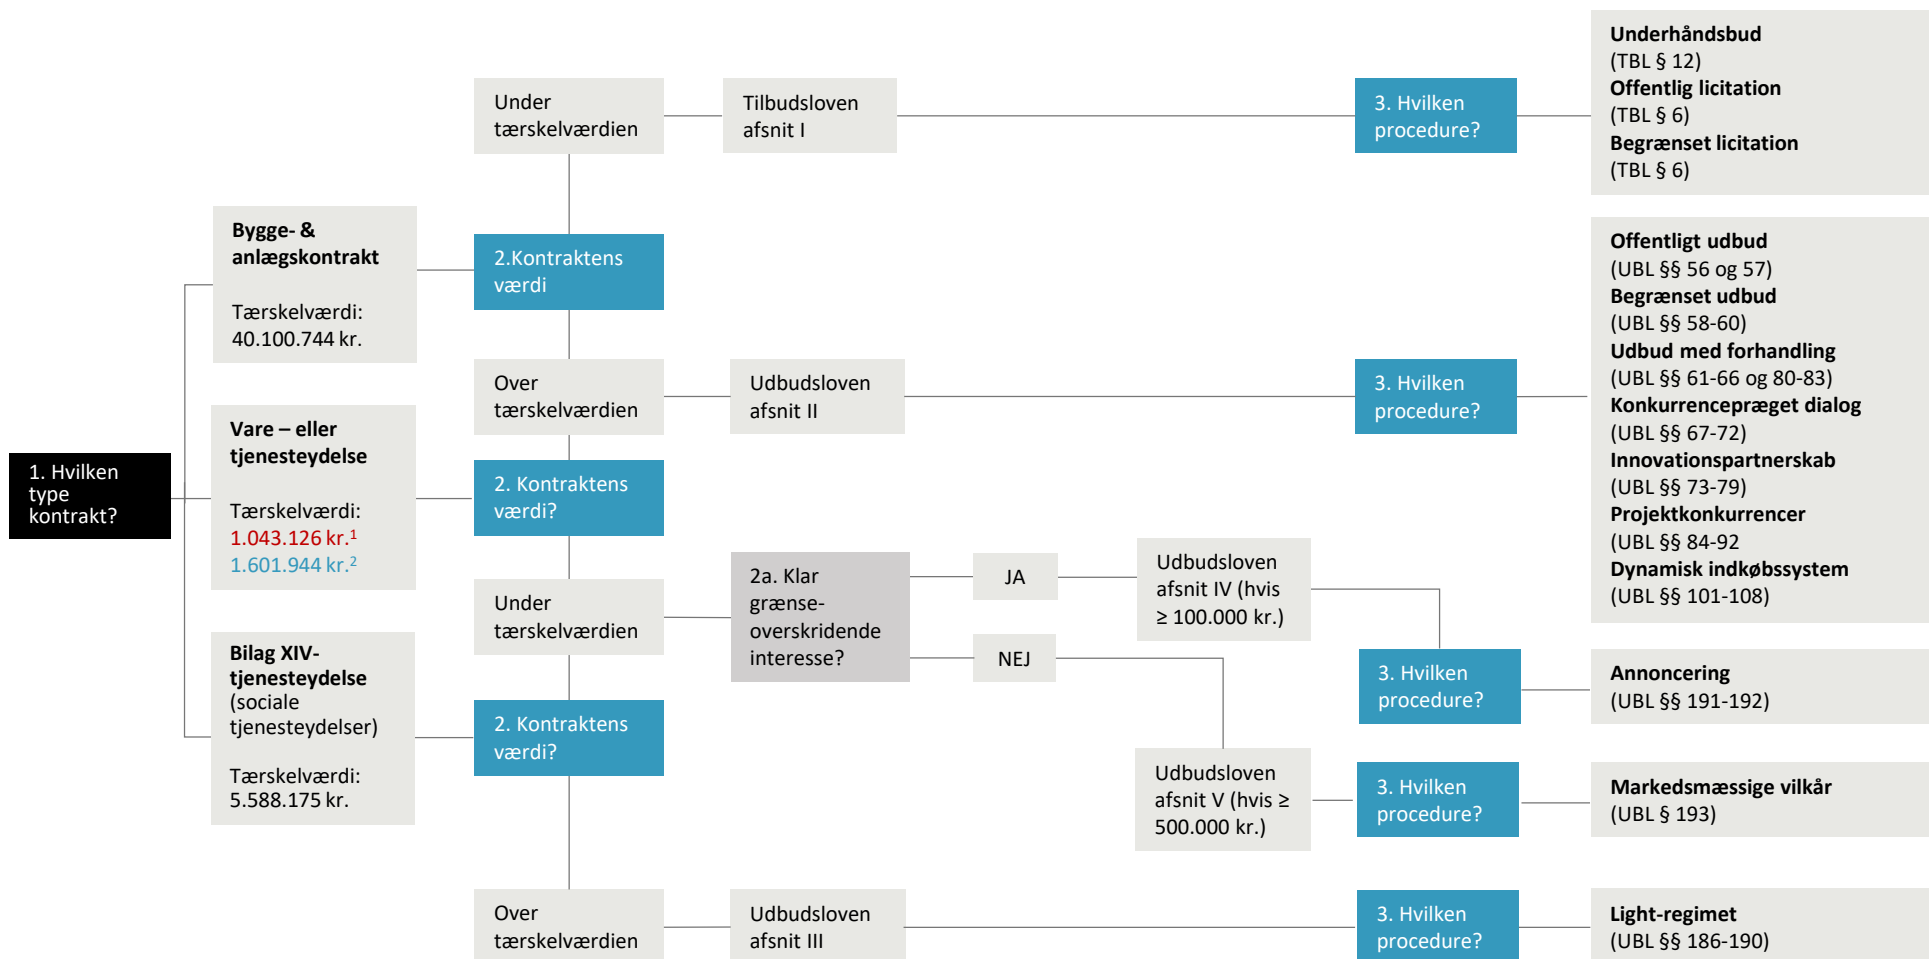 1. Hvilken
type
kontrakt?
Bygge- &
anlægskontrakt
Tærskelværdi:
40.100.744 kr.
Vare – eller
tjenesteydelse
Tærskelværdi:
1.043.126 kr.¹
1.601.944 kr.²
Bilag XIV-
tjenesteydelse
(sociale
tjenesteydelser)
Tærskelværdi:
5.588.175 kr.
Under
tærskelværdien
2.Kontraktens
værdi
Over
tærskelværdien
2. Kontraktens
værdi?
Under
tærskelværdien
2. Kontraktens
værdi?
Over
tærskelværdien
Tilbudsloven
afsnit I
Udbudsloven
afsnit II
2a. Klar
grænse-
overskridende
interesse?
JA
NEJ
Udbudsloven
afsnit IV (hvis
≥ 100.000 kr.)
Udbudsloven
afsnit V (hvis ≥
500.000 kr.)
Udbudsloven
afsnit III
3. Hvilken
procedure?
3. Hvilken
procedure?
3. Hvilken
procedure?
3. Hvilken
procedure?
3. Hvilken
procedure?
Underhåndsbud
(TBL § 12)
Offentlig licitation
(TBL § 6)
Begrænset licitation
(TBL § 6)
Offentligt udbud
(UBL §§ 56 og 57)
Begrænset udbud
(UBL §§ 58-60)
Udbud med forhandling
(UBL §§ 61-66 og 80-83)
Konkurrencepræget dialog
(UBL §§ 67-72)
Innovationspartnerskab
(UBL §§ 73-79)
Projektkonkurrencer
(UBL §§ 84-92
Dynamisk indkøbssystem
(UBL §§ 101-108)
Annoncering
(UBL §§ 191-192)
Markedsmæssige vilkår
(UBL § 193)
Light-regimet
(UBL §§ 186-190)